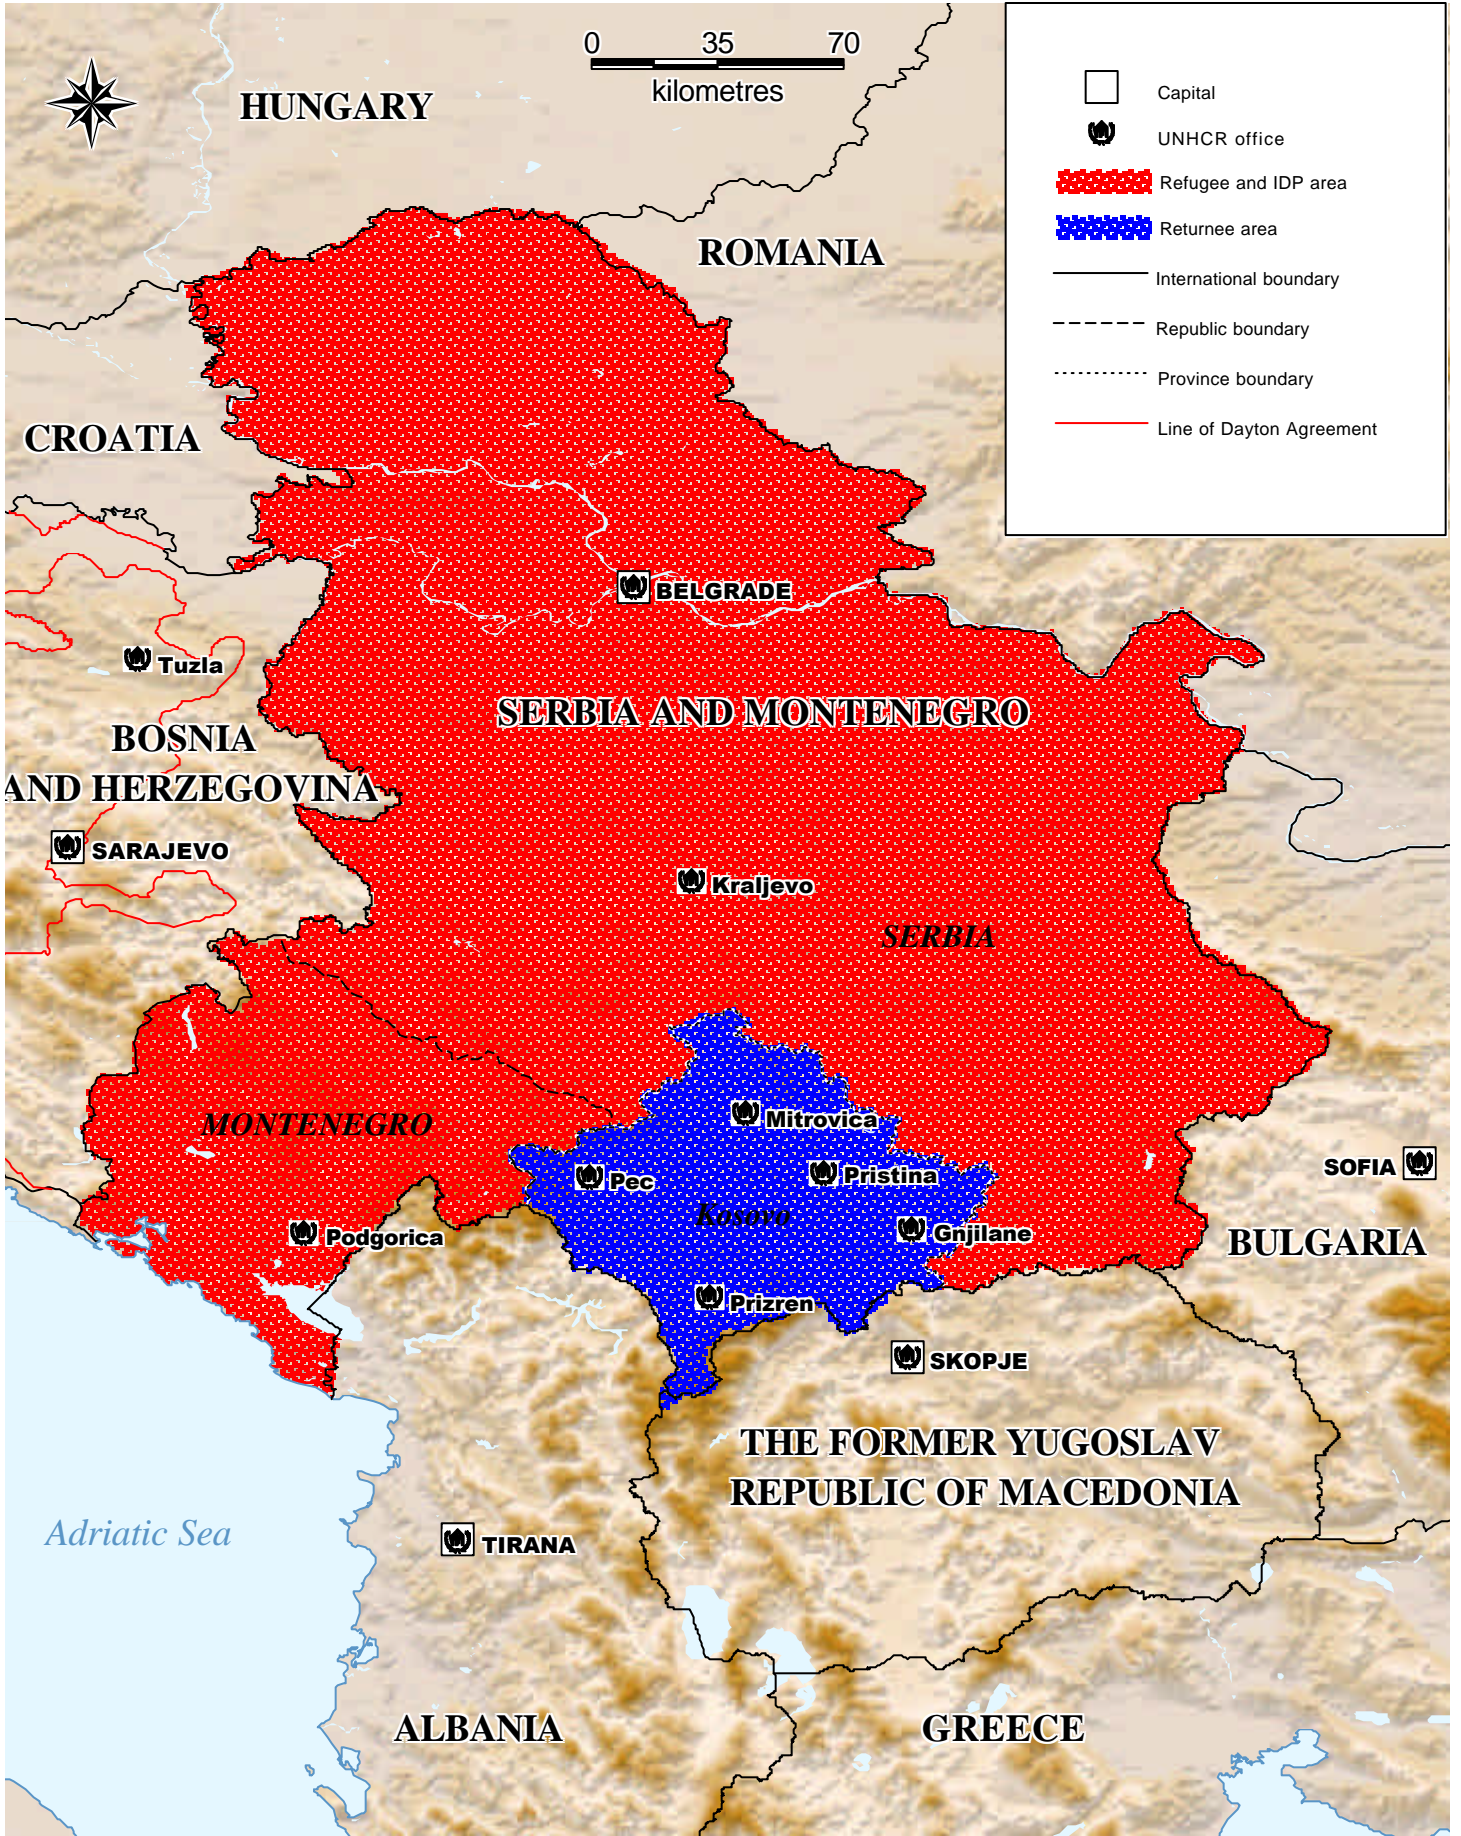 0 35 70
kilometres
HUNGARY
Capital
UNHCR office
Refugee and IDP area
Returnee area
International boundary
Republic boundary
Province boundary
Line of Dayton Agreement
ROMANIA
CROATIA
BELGRADE
Tuzla
SERBIA AND MONTENEGRO
BOSNIA
AND HERZEGOVINA
SARAJEVO
Kraljevo
SERBIA
MONTENEGRO
Mitrovica
Pec
Pristina
SOFIA
Kosovo
Podgorica
Gnjilane
BULGARIA
Prizren
SKOPJE
THE FORMER YUGOSLAV
REPUBLIC OF MACEDONIA
Adriatic Sea
TIRANA
ALBANIA
GREECE